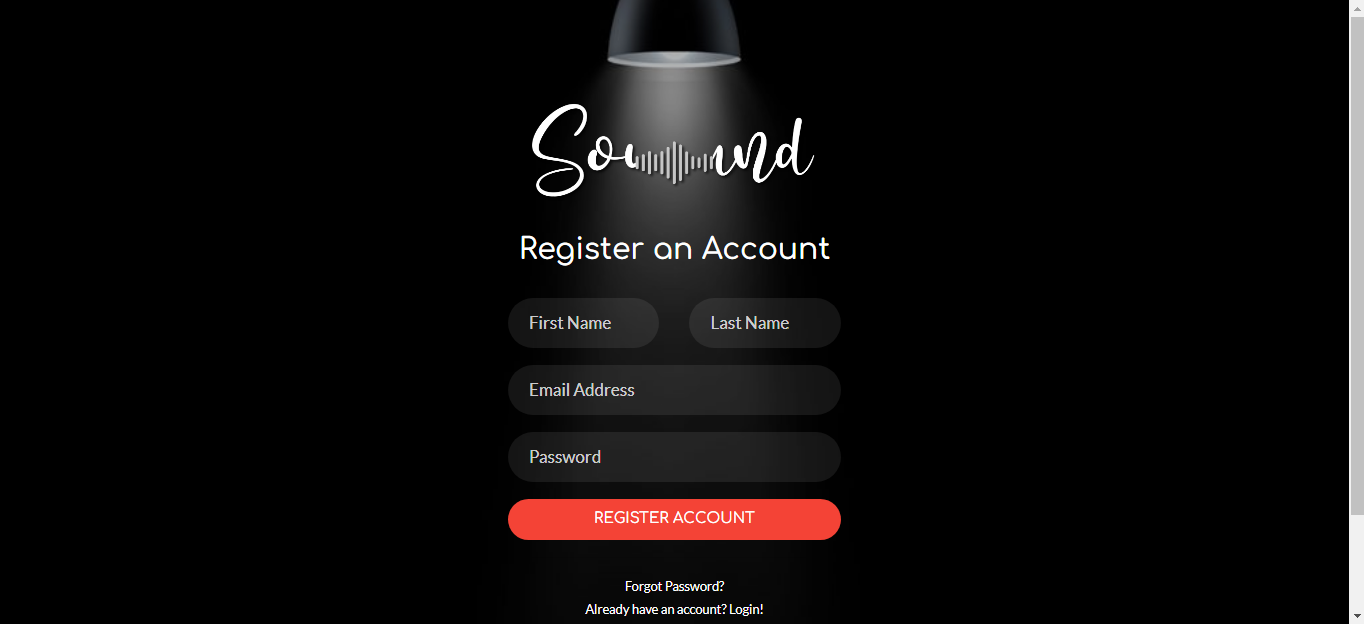 Sound
Register an Account
First Name Last Name
Email Address
Password
REGISTER ACCOUNT
Forgot Password?
Already have an account? Login!